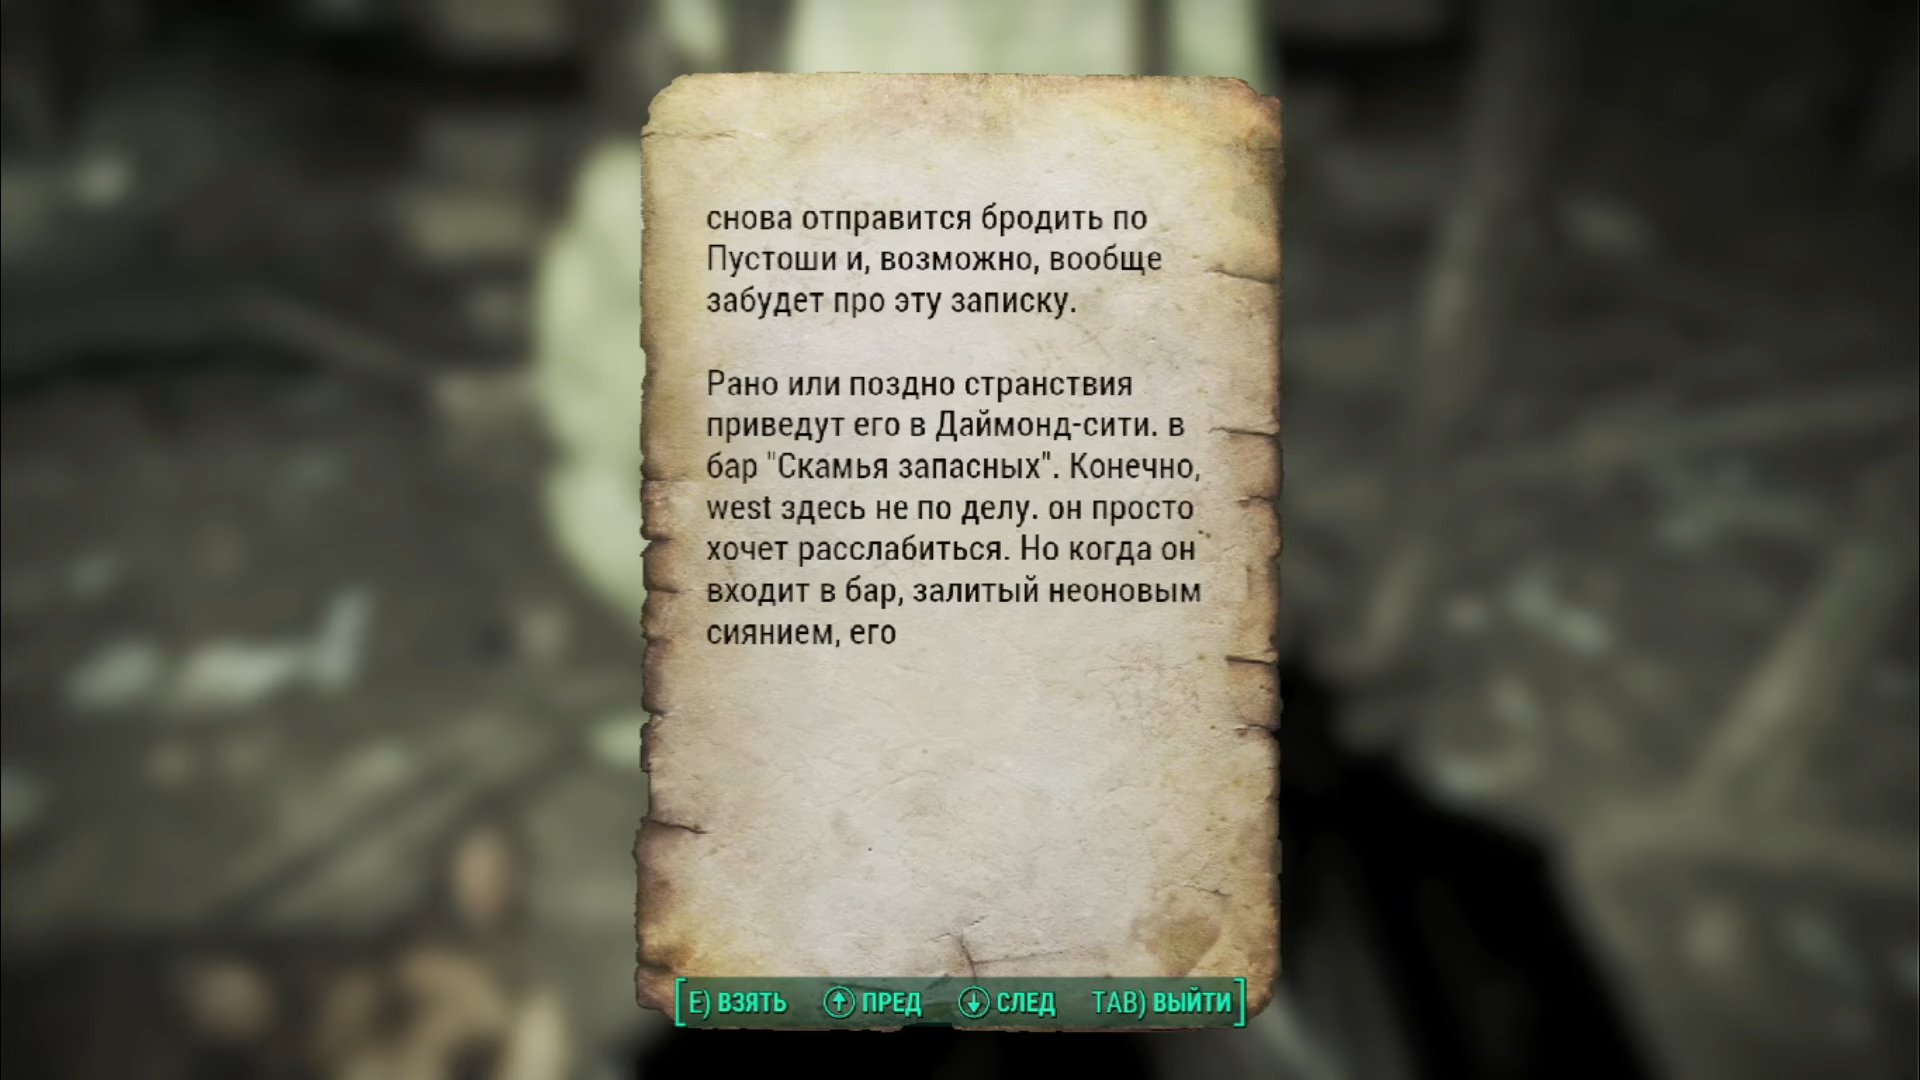 снова отправится бродить по
Пустоши и, возможно, вообще
забудет про эту записку.
Рано или поздно странствия
приведут его в Даймонд-сити. в
бар "Скамья запасных". Конечно,
west здесь не по делу. он просто
хочет расслабиться. Но когда он
входит в бар, залитый неоновым
сиянием, его
E) ВЗЯТЬ ПРЕД СЛЕД TAB) ВЫЙТИ